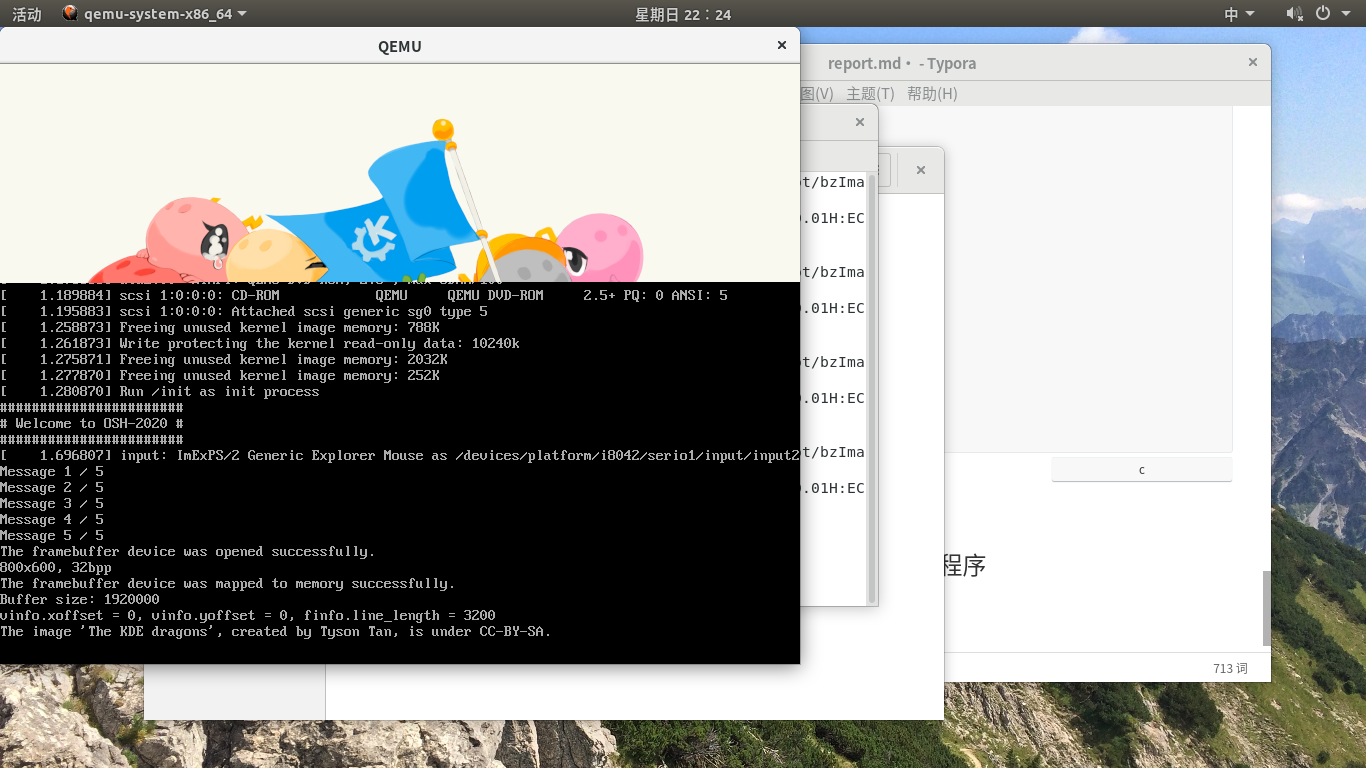 活动
qemu-system-x86_64
星期日 22：24
中
QEMU
[    1.189884] scsi 1:0:0:0: CD-ROM            QEMU     QEMU DVD-ROM     2.5+ PQ: 0 ANSI: 5
[    1.195883] scsi 1:0:0:0: Attached scsi generic sg0 type 5
[    1.258873] Freeing unused kernel image memory: 788K
[    1.261873] Write protecting the kernel read-only data: 10240k
[    1.275871] Freeing unused kernel image memory: 2032K
[    1.277870] Freeing unused kernel image memory: 252K
[    1.280870] Run /init as init process
#######################
# Welcome to OSH-2020 #
#######################
[    1.696807] input: ImExPS/2 Generic Explorer Mouse as /devices/platform/i8042/serio1/input/input2
Message 1 / 5
Message 2 / 5
Message 3 / 5
Message 4 / 5
Message 5 / 5
The framebuffer device was opened successfully.
800x600, 32bpp
The framebuffer device was mapped to memory successfully.
Buffer size: 1920000
vinfo.xoffset = 0, vinfo.yoffset = 0, finfo.line_length = 3200
The image 'The KDE dragons', created by Tyson Tan, is under CC-BY-SA.
ot/bzIma
0.01H:EC
ot/bzIma
0.01H:EC
ot/bzIma
0.01H:EC
ot/bzIma
0.01H:EC
report.md• - Typora
图(V) 主题(T) 帮助(H)
c
程序
713 词